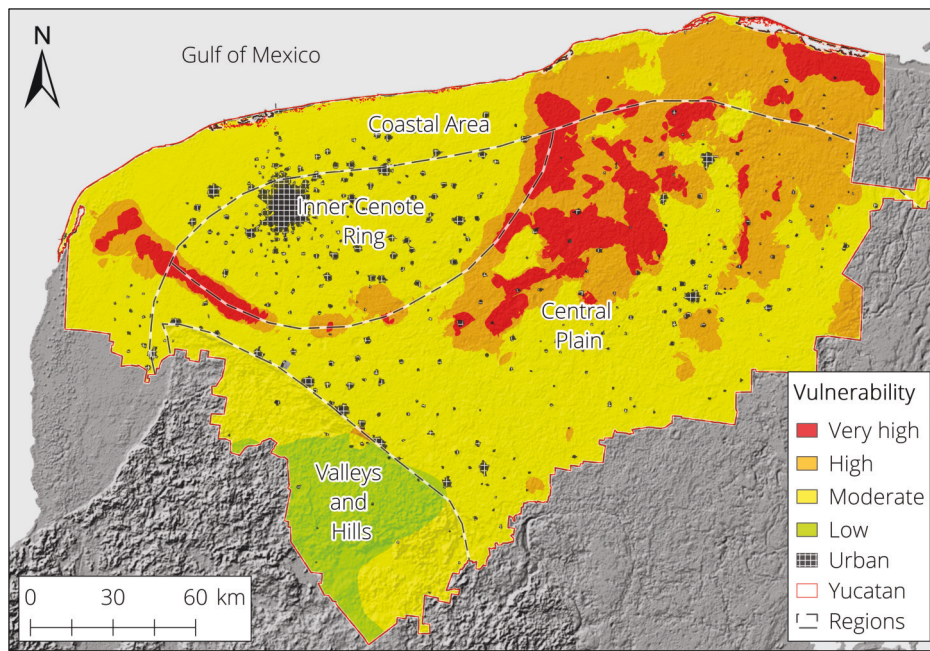 N
Gulf of Mexico
Coastal Area
Inner Cenote
Ring
Central
Plain
Valleys
and
Hills
Vulnerability
Very high
High
Moderate
Low
Urban
Yucatan
Regions
0 30 60 km